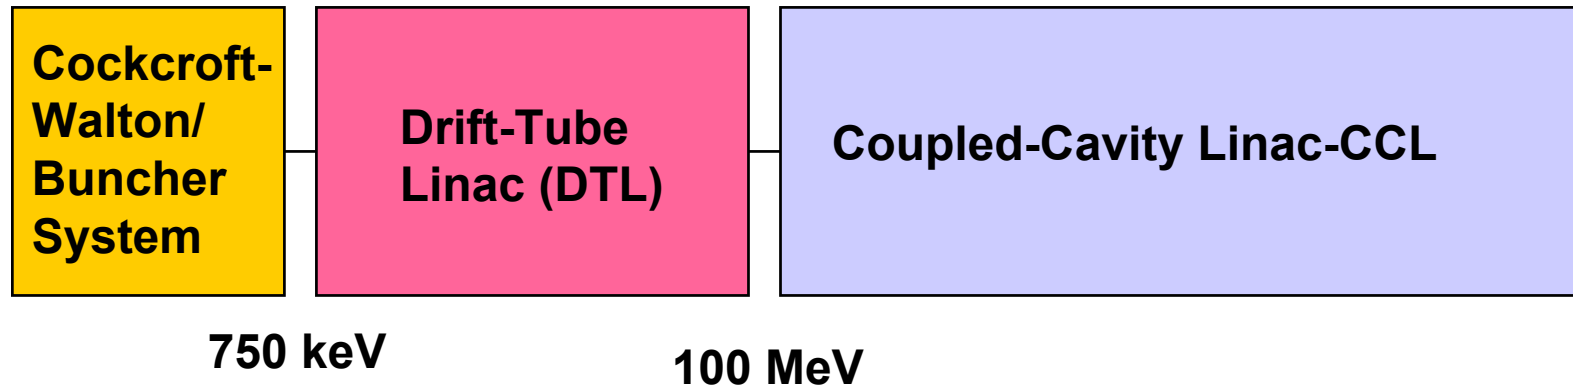 Cockcroft-
Walton/
Buncher
System
Drift-Tube
Linac (DTL)
Coupled-Cavity Linac-CCL
750 keV
100 MeV